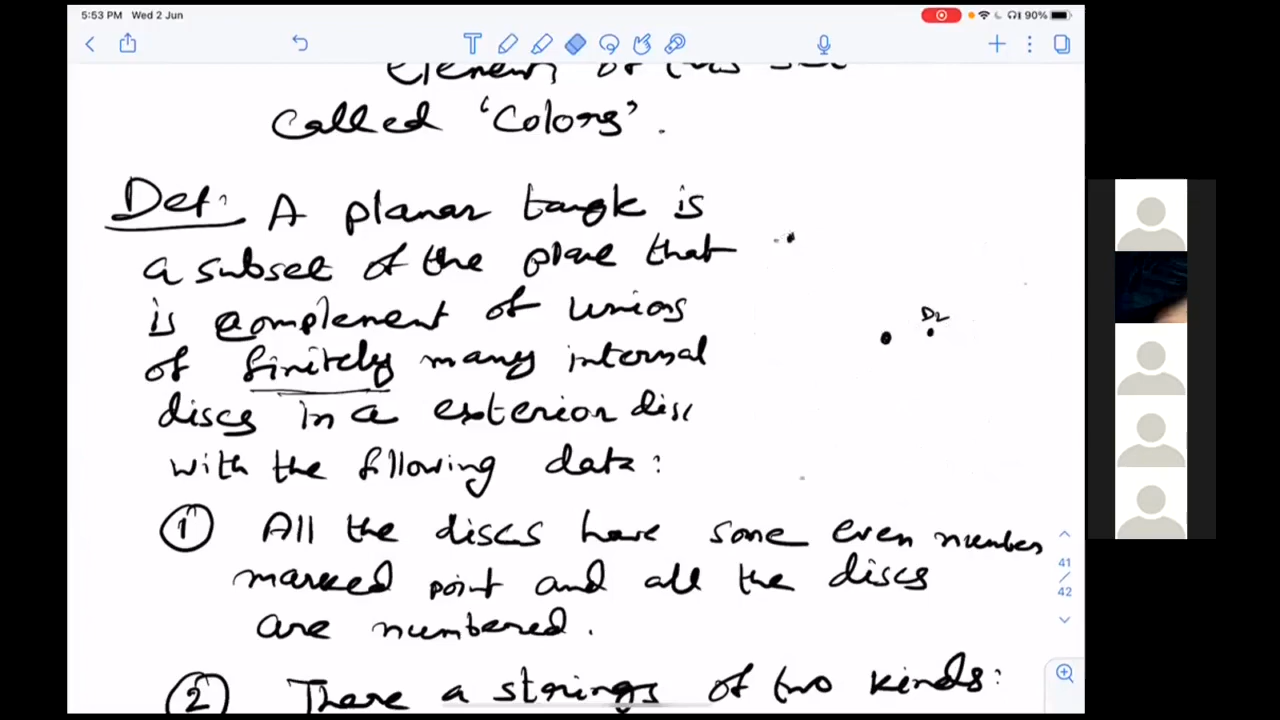 5:53 PM Wed 2 Jun
90%
of this
called 'Colors'.
Def: A planar tangle is
a subset of the plane that
is complement of unions
of finitely many internal
discs in a exterior disc
with the following data:
D2
① All the discs have some even number
marked point and all the discs
are numbered.
② There a strings of two kinds:
41
42